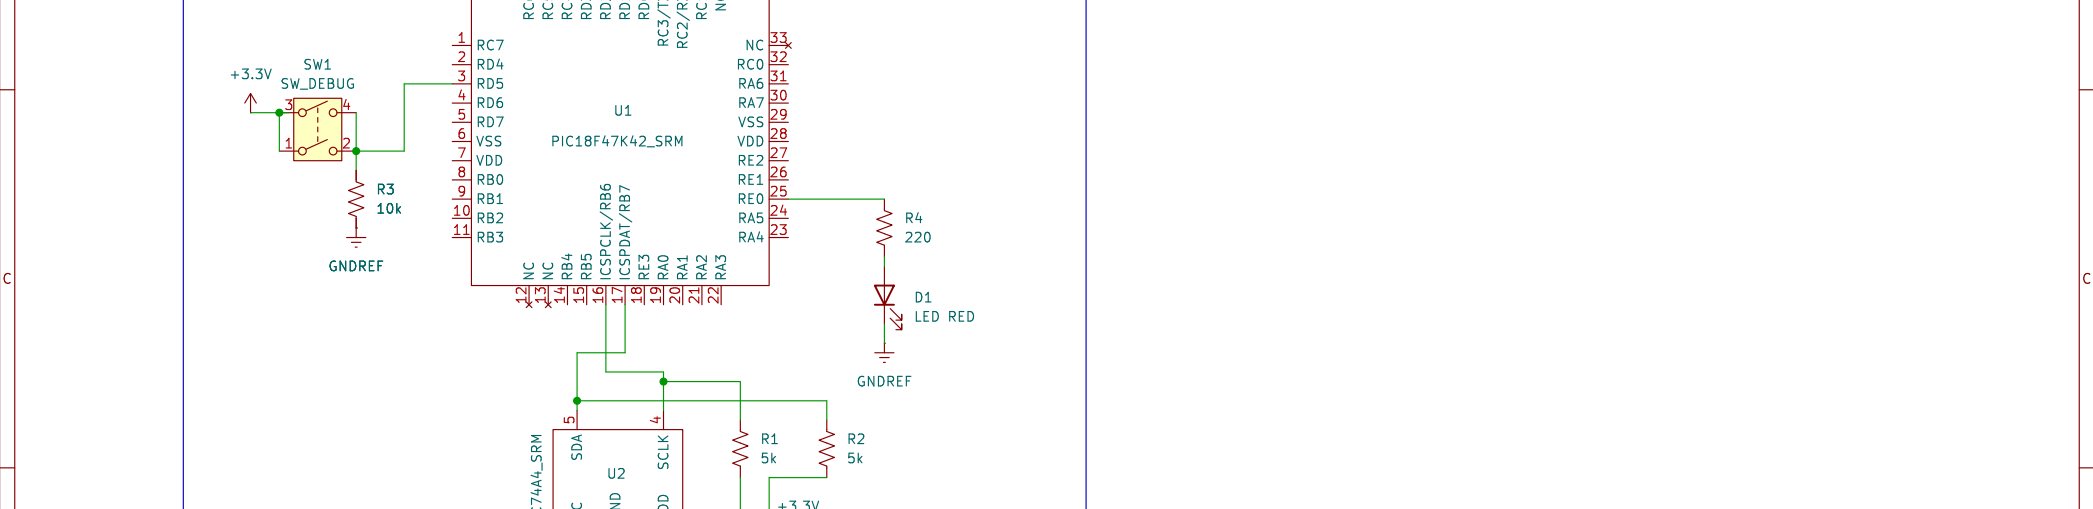 RC3/T
RC2/R
1 RC7
2 RD4
3 RD5
4 RD6
5 RD7
6 VSS
7 VDD
8 RB0
9 RB1
10 RB2
11 RB3
NC 33
RC0 32
RA6 31
RA7 30
VSS 29
VDD 28
RE2 27
RE1 26
RE0 25
RA5 24
RA4 23
U1
PIC18F47K42_SRM
12 NC
13 NC
14 RB4
15 RB5
16 ICSPCLK/RB6
17 ICSPDAT/RB7
18 RE3
19 RA0
20 RA1
21 RA2
22 RA3
+3.3V
SW1
SW_DEBUG
3 4
1 2
R3
10k
GNDREF
R4
220
D1
LED RED
GNDREF
C
C
5 SDA
4 SCLK
U2
C74A4_SRM
R1
5k
R2
5k
+3.3V